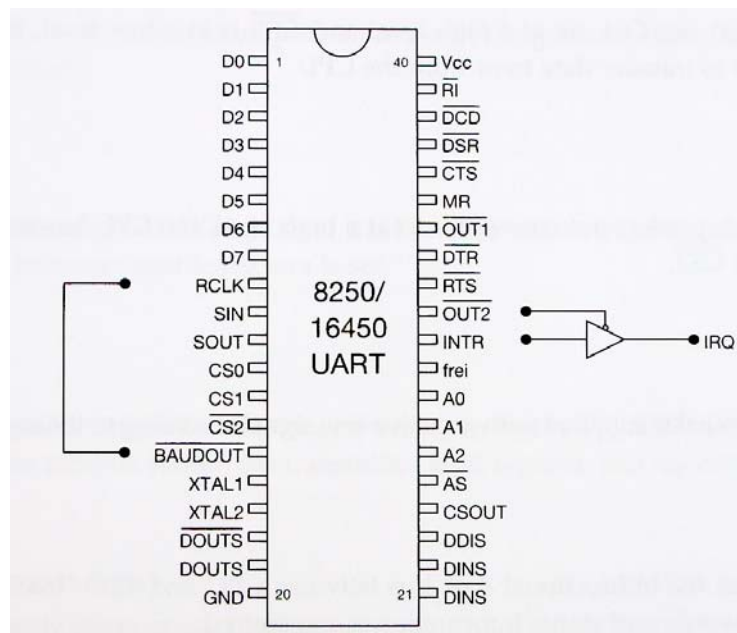 D0 1 40 Vcc
D1 RI
D2 DCD
D3 DSR
D4 CTS
D5 MR
D6 OUT1
D7 DTR
RCLK RTS
SIN OUT2
SOUT INTR
CS0 frei
CS1 A0
CS2 A1
BAUDOUT A2
XTAL1 AS
XTAL2 CSOUT
DOUTS DDIS
DOUTS DINS
GND 20 21 DINS
8250/
16450
UART
IRQ